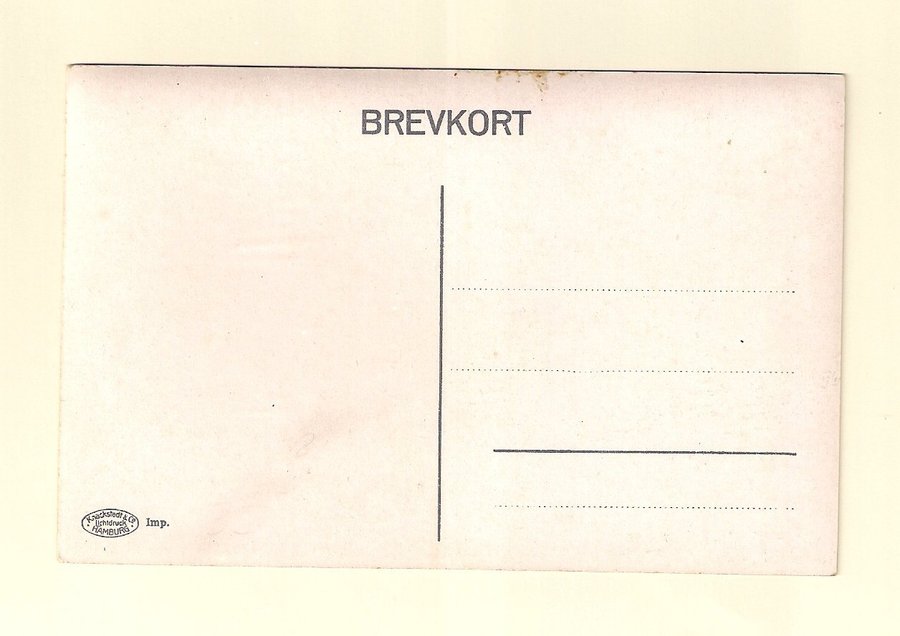 BREVKORT
Knackstedt & Co
Lichtdruck
HAMBURG
Imp.